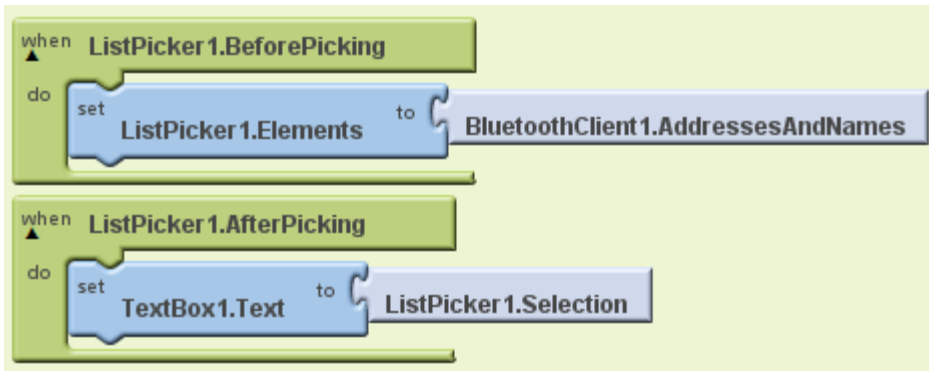 when ListPicker1.BeforePicking
do set ListPicker1.Elements to BluetoothClient1.AddressesAndNames
when ListPicker1.AfterPicking
do set TextBox1.Text to ListPicker1.Selection